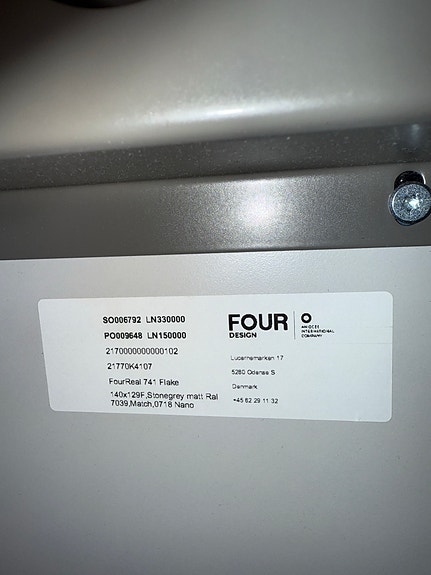 SO006792 LN330000
PO009648 LN150000
2170000000000102
21770K4107
FourReal 741 Flake
140x129F,Stonegrey matt Ral
7039,Match,0718 Nano
FOUR
DESIGN
AN OCEE
INTERNATIONAL
COMPANY
Lucernemarken 17
5260 Odense S
Denmark
+45 62 29 11 32